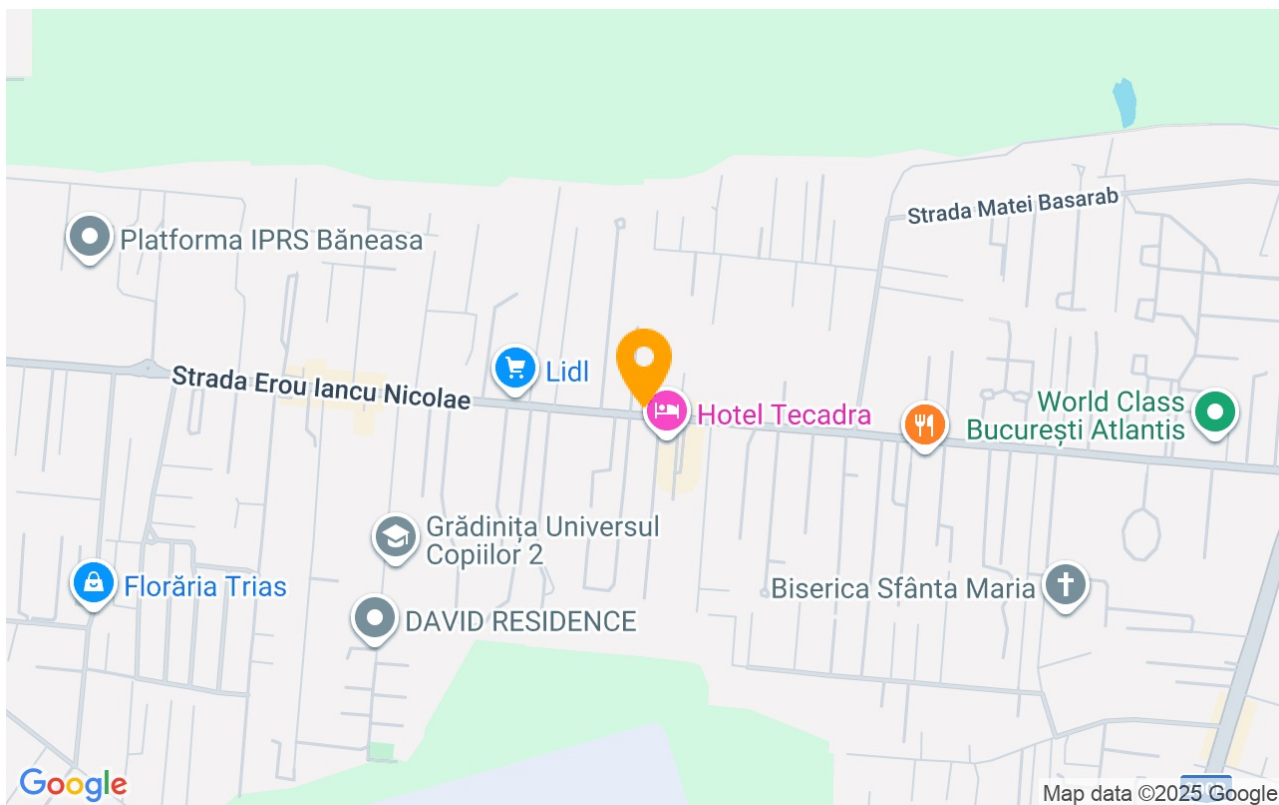 Strada Matei Basarab
Platforma IPRS Băneasa
Strada Erou Iancu Nicolae
Lidl
Hotel Tecadra
World Class
București Atlantis
Grădinița Universul
Copiilor 2
Florăria Trias
Biserica Sfânta Maria
DAVID RESIDENCE
Google
Map data ©2025 Google